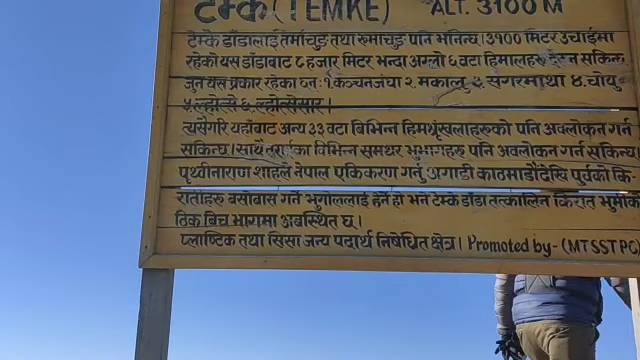 टेम्के (TEMKE) ALT. 3100 M
टेम्के डाँडालाई तेर्माचुङ तथा रूमाचुङ पनि भनिन्छ। ३१०० मिटर उचाईमा
रहेको यस डाँडाबाट ८ हजार मिटर भन्दा अग्लो ६ वटा हिमालहरू देख्न सकिन्छ
जुन यस प्रकार रहेका छन्: १. कञ्चनजंघा २. मकालु ३. सगरमाथा ४. चोयु
५. ल्होत्से ६. ल्होत्सेसार।
त्यसैगरि यहाँबाट अन्य ३३ वटा बिभिन्न हिमश्रृंखलाहरूको पनि अवलोकन गर्न
सकिन्छ। साथै तराईका बिभिन्न समथर भुभागहरू पनि अवलोकन गर्न सकिन्छ।
पृथ्वीनारायण शाहले नेपाल एकिकरण गर्नु अगाडी काठमाडौंदेखि पुर्वको कि-
रातीहरू बसोबास गर्ने भुगोललाई हेर्ने हो भने टेम्के डाँडा तत्कालिन किरात भुमीको
ठिक बिच भागमा अबस्थित छ।
प्लाष्टिक तथा सिसा जन्य पदार्थ निषेधित क्षेत्र। Promoted by- (MTSSTPC)